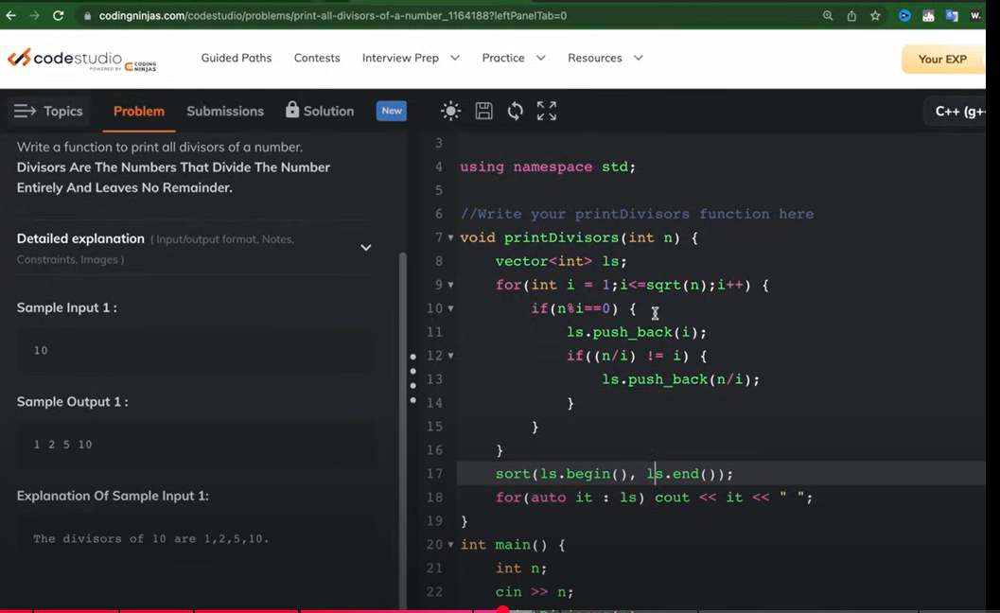 codingninjas.com/codestudio/problems/print-all-divisors-of-a-number_1164188?leftPanelTab=0
codestudio
POWERED BY CODING NINJAS
Guided Paths Contests Interview Prep Practice Resources Your EXP
Topics Problem Submissions Solution New C++ (g+
Write a function to print all divisors of a number.
Divisors Are The Numbers That Divide The Number
Entirely And Leaves No Remainder.
Detailed explanation ( Input/output format, Notes,
Constraints, Images )
Sample Input 1 :
10
Sample Output 1 :
1 2 5 10
Explanation Of Sample Input 1:
The divisors of 10 are 1,2,5,10.
3
4 using namespace std;
5
6 //Write your printDivisors function here
7 void printDivisors(int n) {
8 vector<int> ls;
9 for(int i = 1;i<=sqrt(n);i++) {
10 if(n%i==0) {
11 ls.push_back(i);
12 if((n/i) != i) {
13 ls.push_back(n/i);
14 }
15 }
16 }
17 sort(ls.begin(), ls.end());
18 for(auto it : ls) cout << it << " ";
19 }
20 int main() {
21 int n;
22 cin >> n;